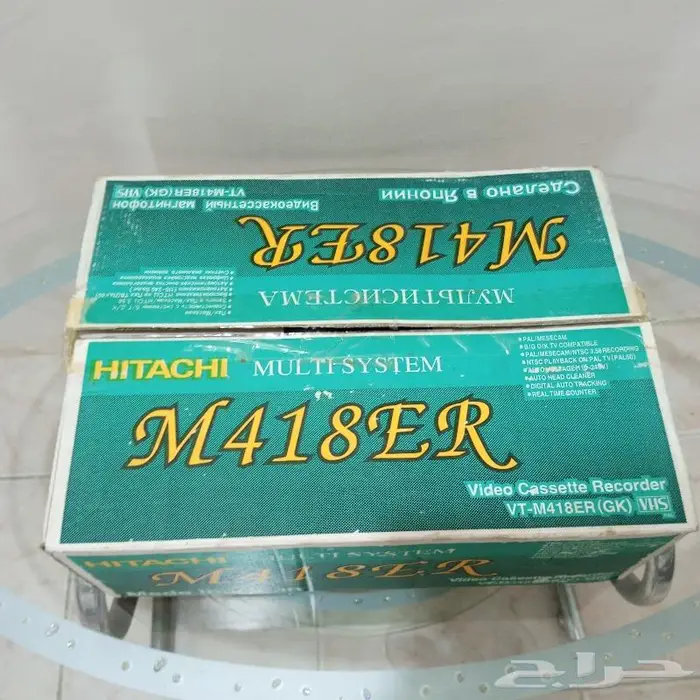 Сделано в Японии
Видеокассетный магнитофон
VT-M418ER(GK) VHS
M418ER
МУЛЬТИСИСТЕМА
HITACHI MULTI-SYSTEM
• PAL/MESECAM
• B/G D/K TV COMPATIBLE
• PAL/MESECAM/NTSC 3.58 RECORDING
• NTSC PLAYBACK ON PAL TV (PAL60)
• AUTO HEAD CLEANER
• DIGITAL AUTO TRACKING
• REAL TIME COUNTER
M418ER
Video Cassette Recorder
VT-M418ER(GK) VHS
HITACHI MULTI SYSTEM
M418ER
Video Cassette
حراج